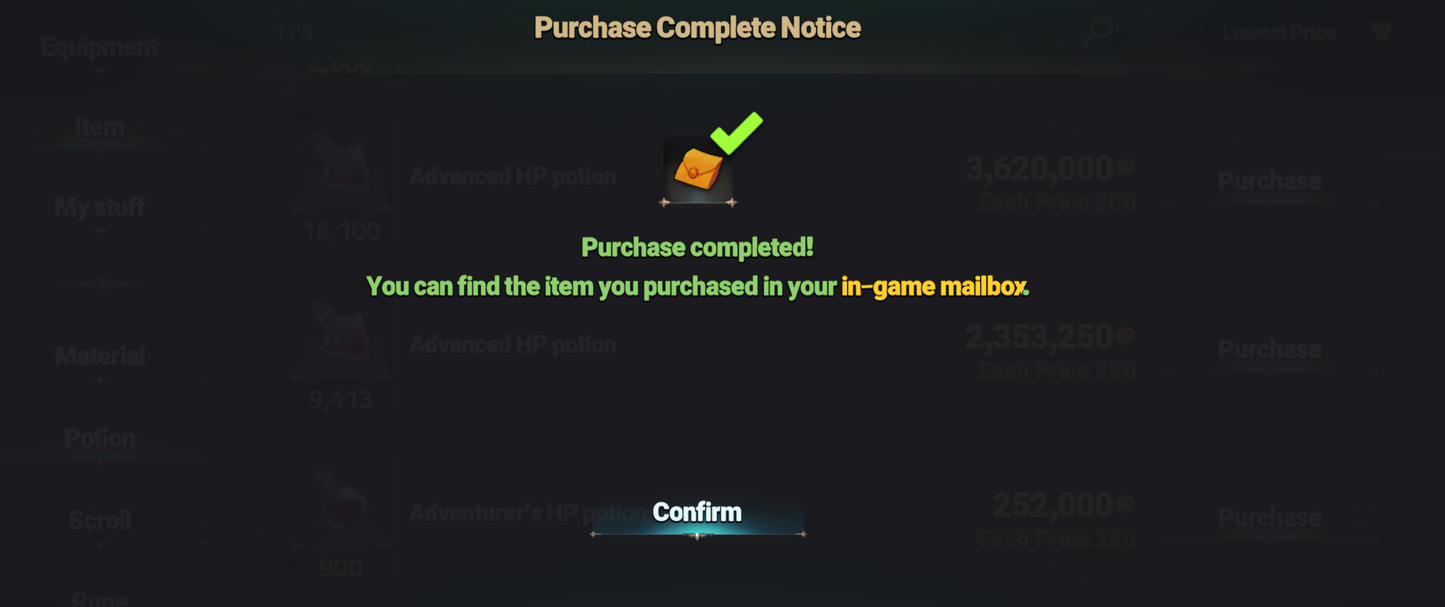 Purchase Complete Notice
Equipment
1 / 5
Lowest Price
2,808
Item
Advanced HP potion
3,620,000
Purchase
Each Price 200
My stuff
18,100
Purchase completed!
You can find the item you purchased in your in-game mailbox.
Material
Advanced HP potion
2,353,250
Purchase
Each Price 250
9,413
Potion
Scroll
Adventurer's HP potion
Confirm
252,000
Purchase
Each Price 280
900
Rune